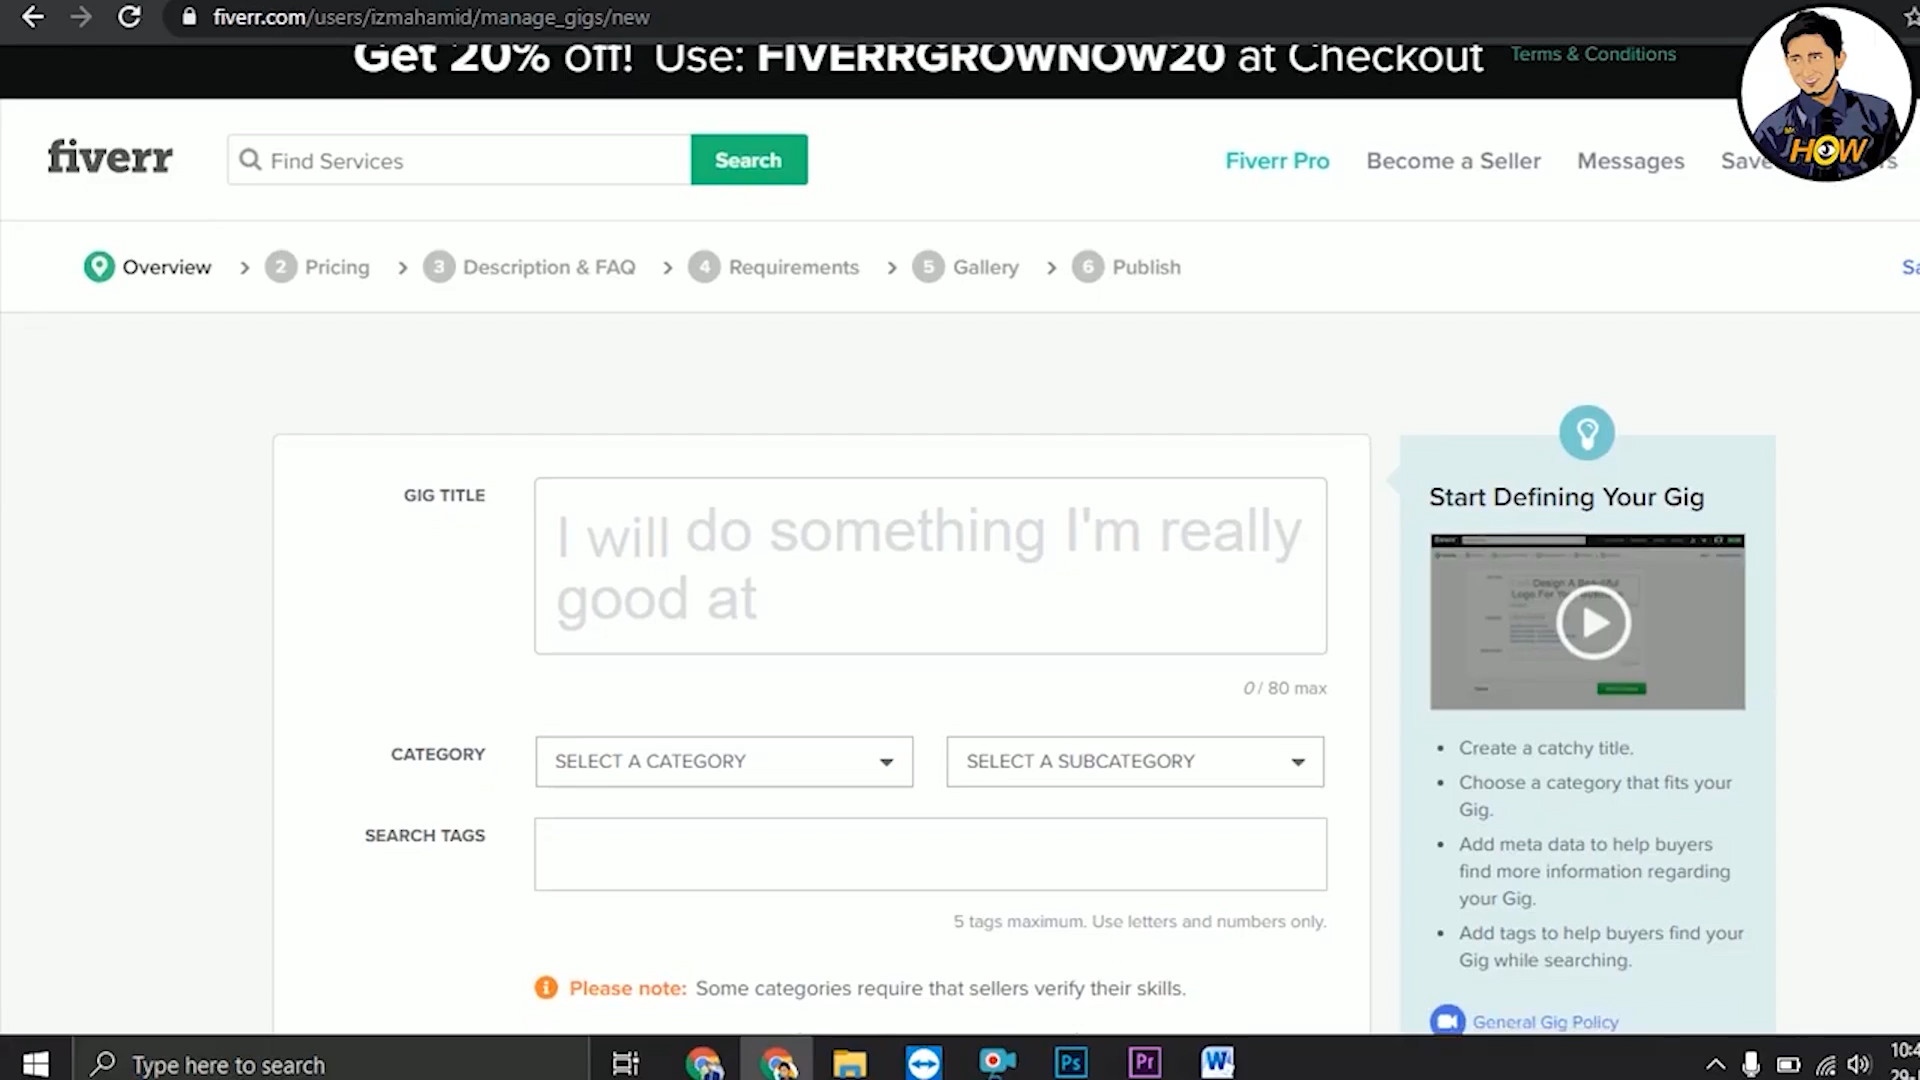 fiverr.com/users/izmahamid/manage_gigs/new
Get 20% off! Use: FIVERRGROWNOW20 at Checkout Terms & Conditions
fiverr
Find Services
Search
Fiverr Pro
Become a Seller
Messages
HOW
Overview
2 Pricing
3 Description & FAQ
4 Requirements
5 Gallery
6 Publish
GIG TITLE
I will do something I'm really
good at
0 / 80 max
CATEGORY
SELECT A CATEGORY
SELECT A SUBCATEGORY
SEARCH TAGS
5 tags maximum. Use letters and numbers only.
Please note: Some categories require that sellers verify their skills.
Start Defining Your Gig
• Create a catchy title.
• Choose a category that fits your
Gig.
• Add meta data to help buyers
find more information regarding
your Gig.
• Add tags to help buyers find your
Gig while searching.
General Gig Policy
Type here to search
Ps
Pr
W